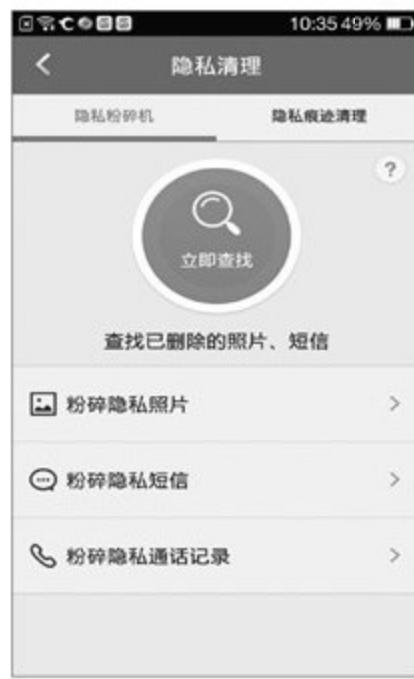 10:35 49%
隐私清理
隐私粉碎机
隐私痕迹清理
?
立即查找
查找已删除的照片、短信
粉碎隐私照片
粉碎隐私短信
粉碎隐私通话记录